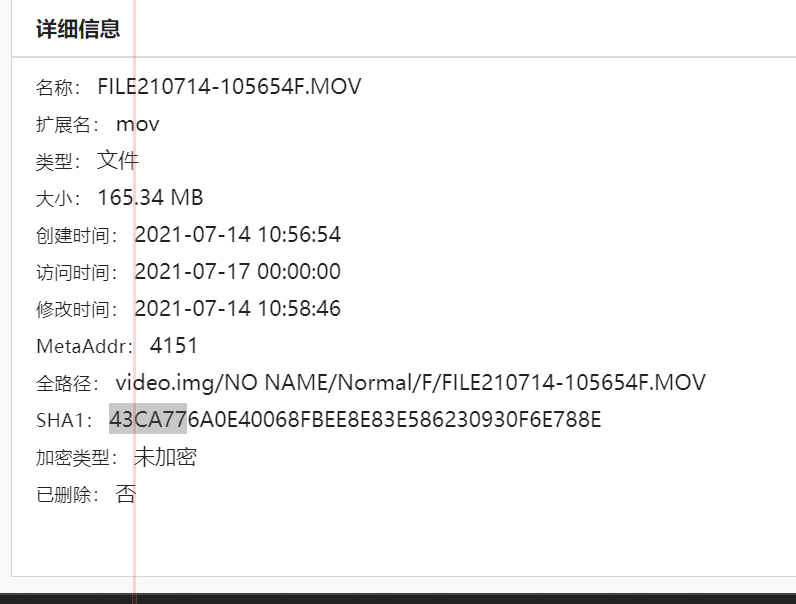 详细信息
名称： FILE210714-105654F.MOV
扩展名： mov
类型： 文件
大小： 165.34 MB
创建时间： 2021-07-14 10:56:54
访问时间： 2021-07-17 00:00:00
修改时间： 2021-07-14 10:58:46
MetaAddr： 4151
全路径： video.img/NO NAME/Normal/F/FILE210714-105654F.MOV
SHA1： 43CA776A0E40068FBEE8E83E586230930F6E788E
加密类型： 未加密
已删除： 否